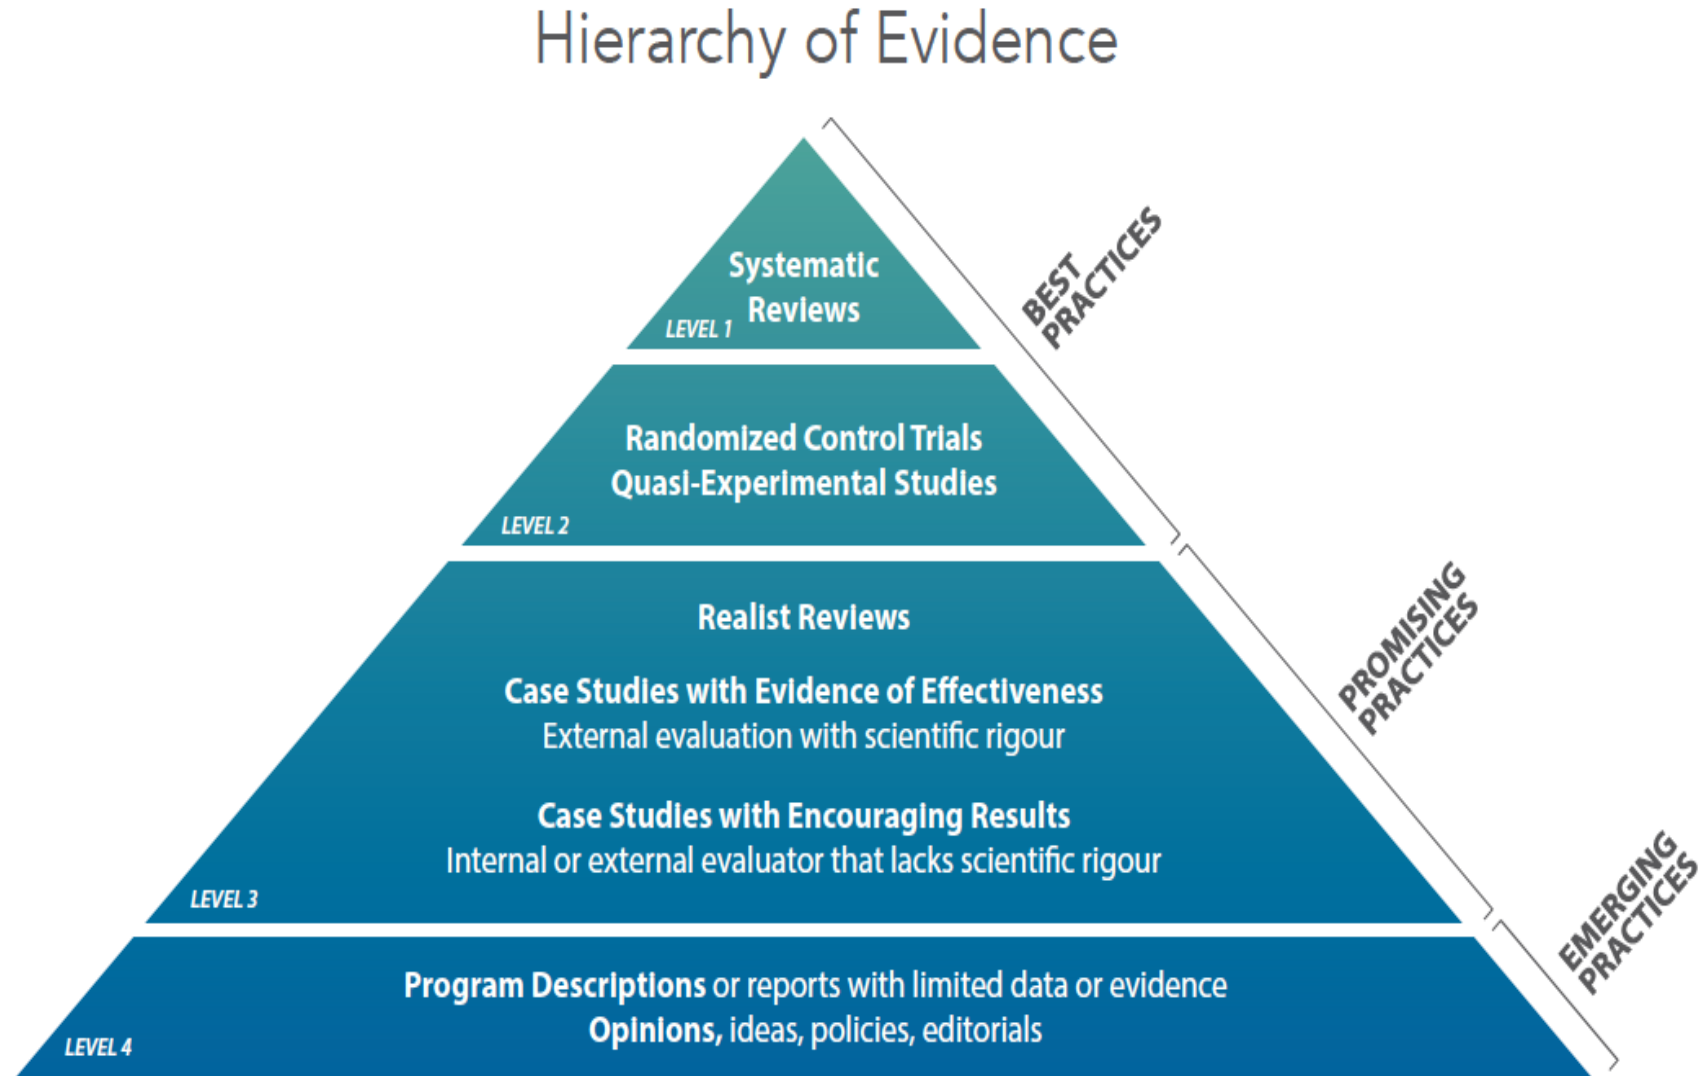 Hierarchy of Evidence
Systematic
Reviews
LEVEL 1
BEST
PRACTICES
Randomized Control Trials
Quasi-Experimental Studies
LEVEL 2
Realist Reviews
Case Studies with Evidence of Effectiveness
External evaluation with scientific rigour
Case Studies with Encouraging Results
Internal or external evaluator that lacks scientific rigour
LEVEL 3
PROMISING
PRACTICES
Program Descriptions or reports with limited data or evidence
Opinions, ideas, policies, editorials
LEVEL 4
EMERGING
PRACTICES